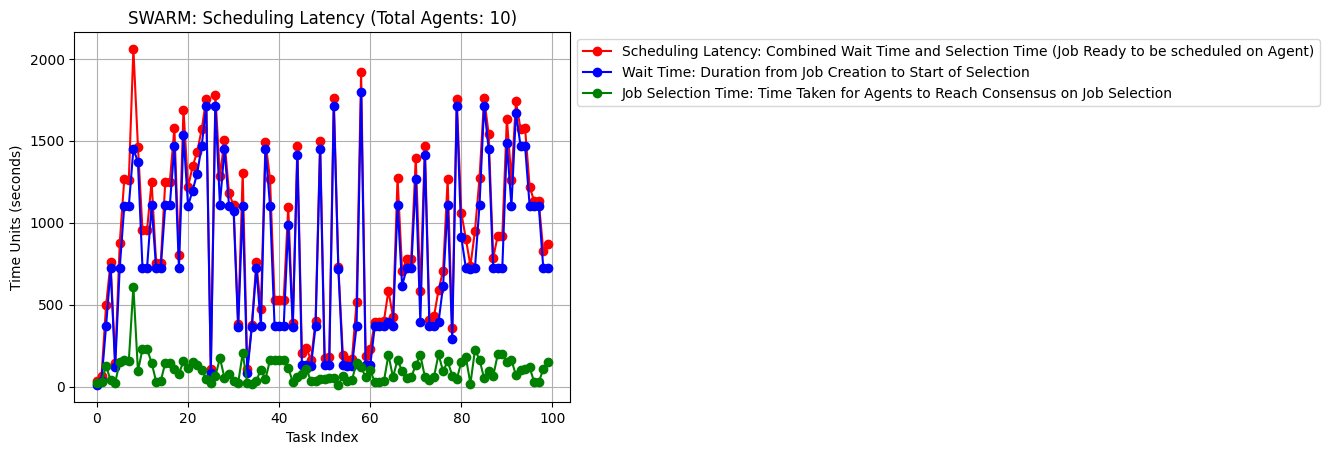 SWARM: Scheduling Latency (Total Agents: 10)
Scheduling Latency: Combined Wait Time and Selection Time (Job Ready to be scheduled on Agent)
Wait Time: Duration from Job Creation to Start of Selection
Job Selection Time: Time Taken for Agents to Reach Consensus on Job Selection
Time Units (seconds)
2000
1500
1000
500
0
0 20 40 60 80 100
Task Index